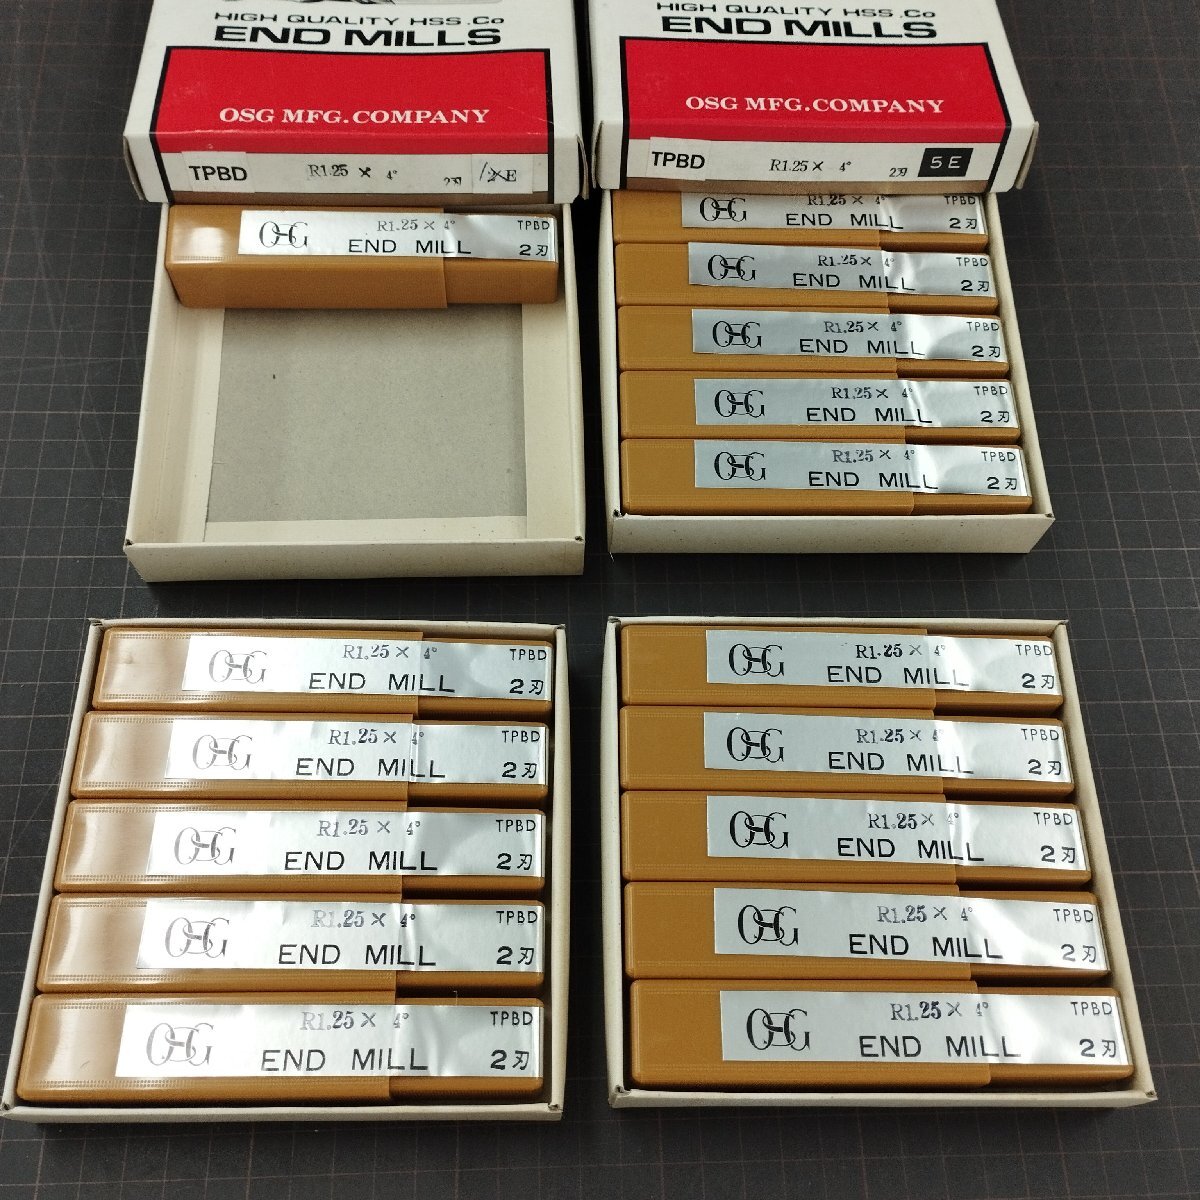 HIGH QUALITY HSS.Co
END MILLS
OSG MFG.COMPANY
TPBD R1.25 × 4° 2刃
HIGH QUALITY HSS.Co
END MILLS
OSG MFG.COMPANY
TPBD R1.25 × 4° 2刃 5E
OSG R1.25 × 4° TPBD
END MILL 2刃
OSG R1.25 × 4° TPBD
END MILL 2刃
OSG R1.25 × 4° TPBD
END MILL 2刃
OSG R1.25 × 4° TPBD
END MILL 2刃
OSG R1.25 × 4° TPBD
END MILL 2刃
OSG R1.25 × 4° TPBD
END MILL 2刃
OSG R1.25 × 4° TPBD
END MILL 2刃
OSG R1.25 × 4° TPBD
END MILL 2刃
OSG R1.25 × 4° TPBD
END MILL 2刃
OSG R1.25 × 4° TPBD
END MILL 2刃
OSG R1.25 × 4° TPBD
END MILL 2刃
OSG R1.25 × 4° TPBD
END MILL 2刃
OSG R1.25 × 4 TPBD
END MILL 2刃
OSG R1.25 × 4° TPBD
END MILL 2刃
OSG R1.25 × 4° TPBD
END MILL 2刃
OSG R1.25 × 4° TPBD
END MILL 2刃